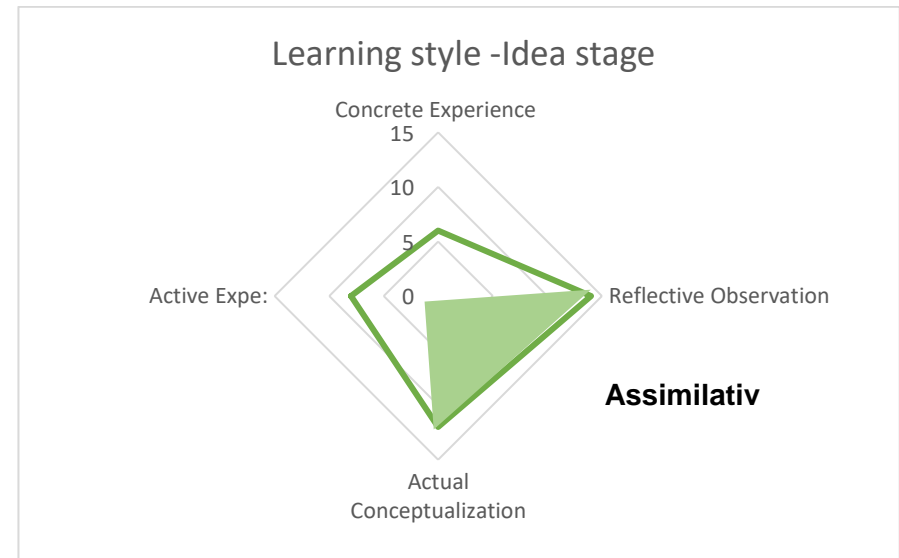 Learning style -Idea stage
Concrete Experience
15
10
5
0
Active Expe:
Reflective Observation
Assimilativ
Actual
Conceptualization